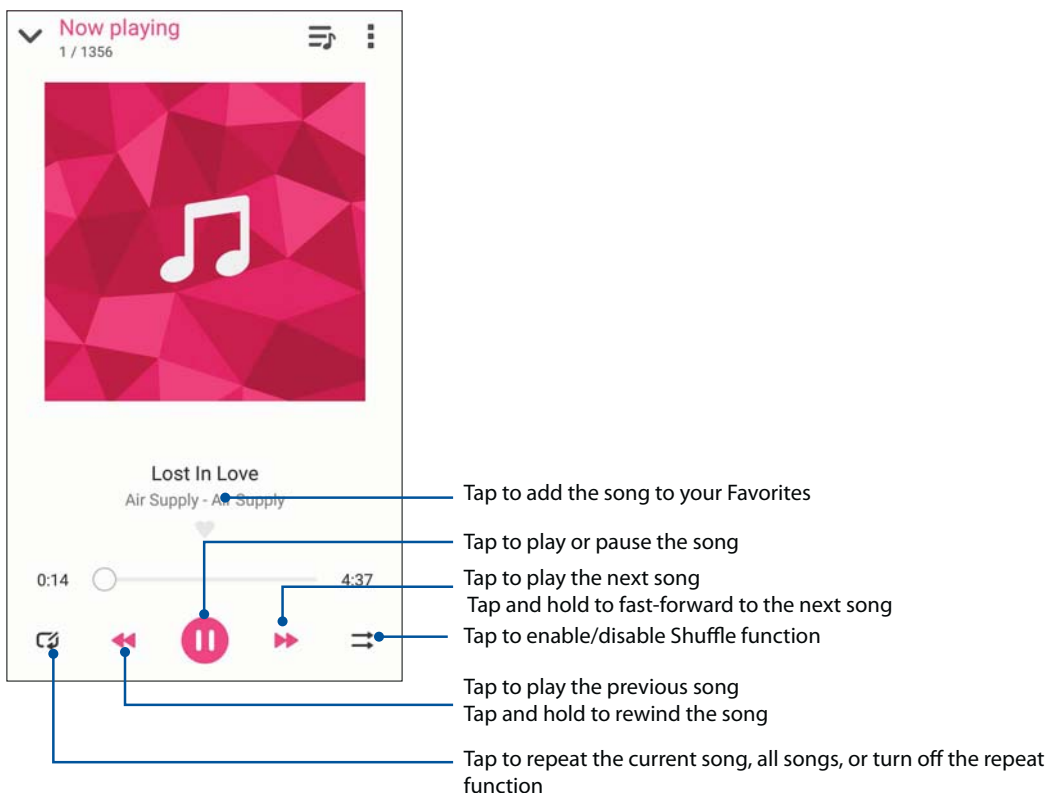 Now playing
1 / 1356
Lost In Love
Air Supply - Air Supply
Tap to add the song to your Favorites
Tap to play or pause the song
0:14
4:37
Tap to play the next song
Tap and hold to fast-forward to the next song
Tap to enable/disable Shuffle function
Tap to play the previous song
Tap and hold to rewind the song
Tap to repeat the current song, all songs, or turn off the repeat
function